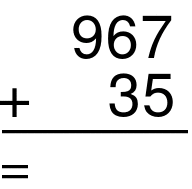 967
+ 35
=